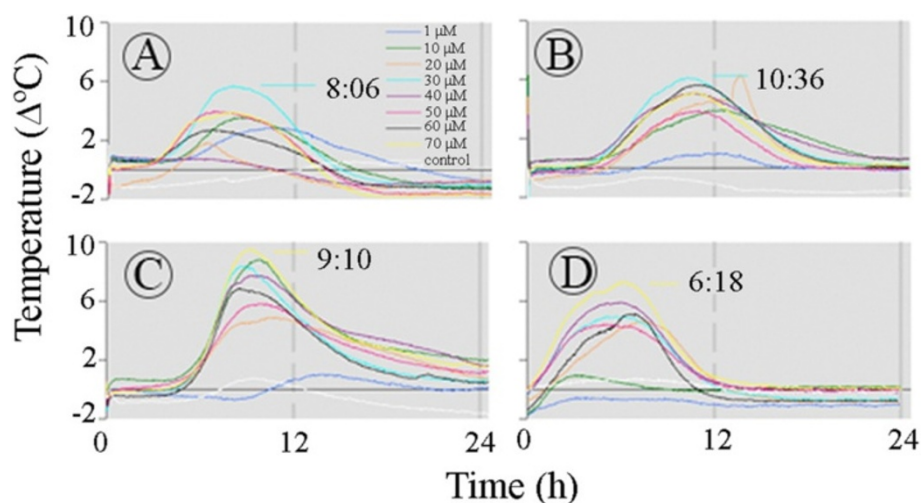 10
6
2
-2
A
8:06
1 µM
10 µM
20 µM
30 µM
40 µM
50 µM
60 µM
70 µM
control
B
10:36
10
6
2
-2
C
9:10
D
6:18
0
12
24
0
12
24
Temperature (Δ°C)
Time (h)